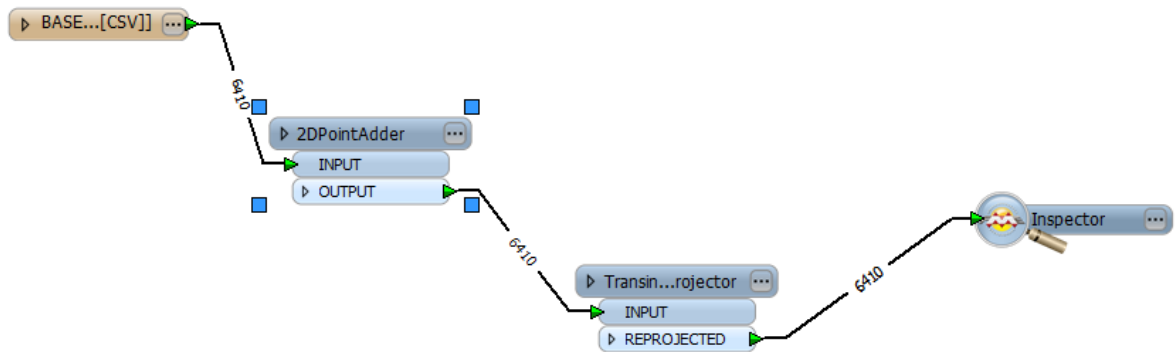 BASE...[CSV]]
6410
2DPointAdder
INPUT
OUTPUT
6410
Transin...rojector
INPUT
REPROJECTED
6410
Inspector